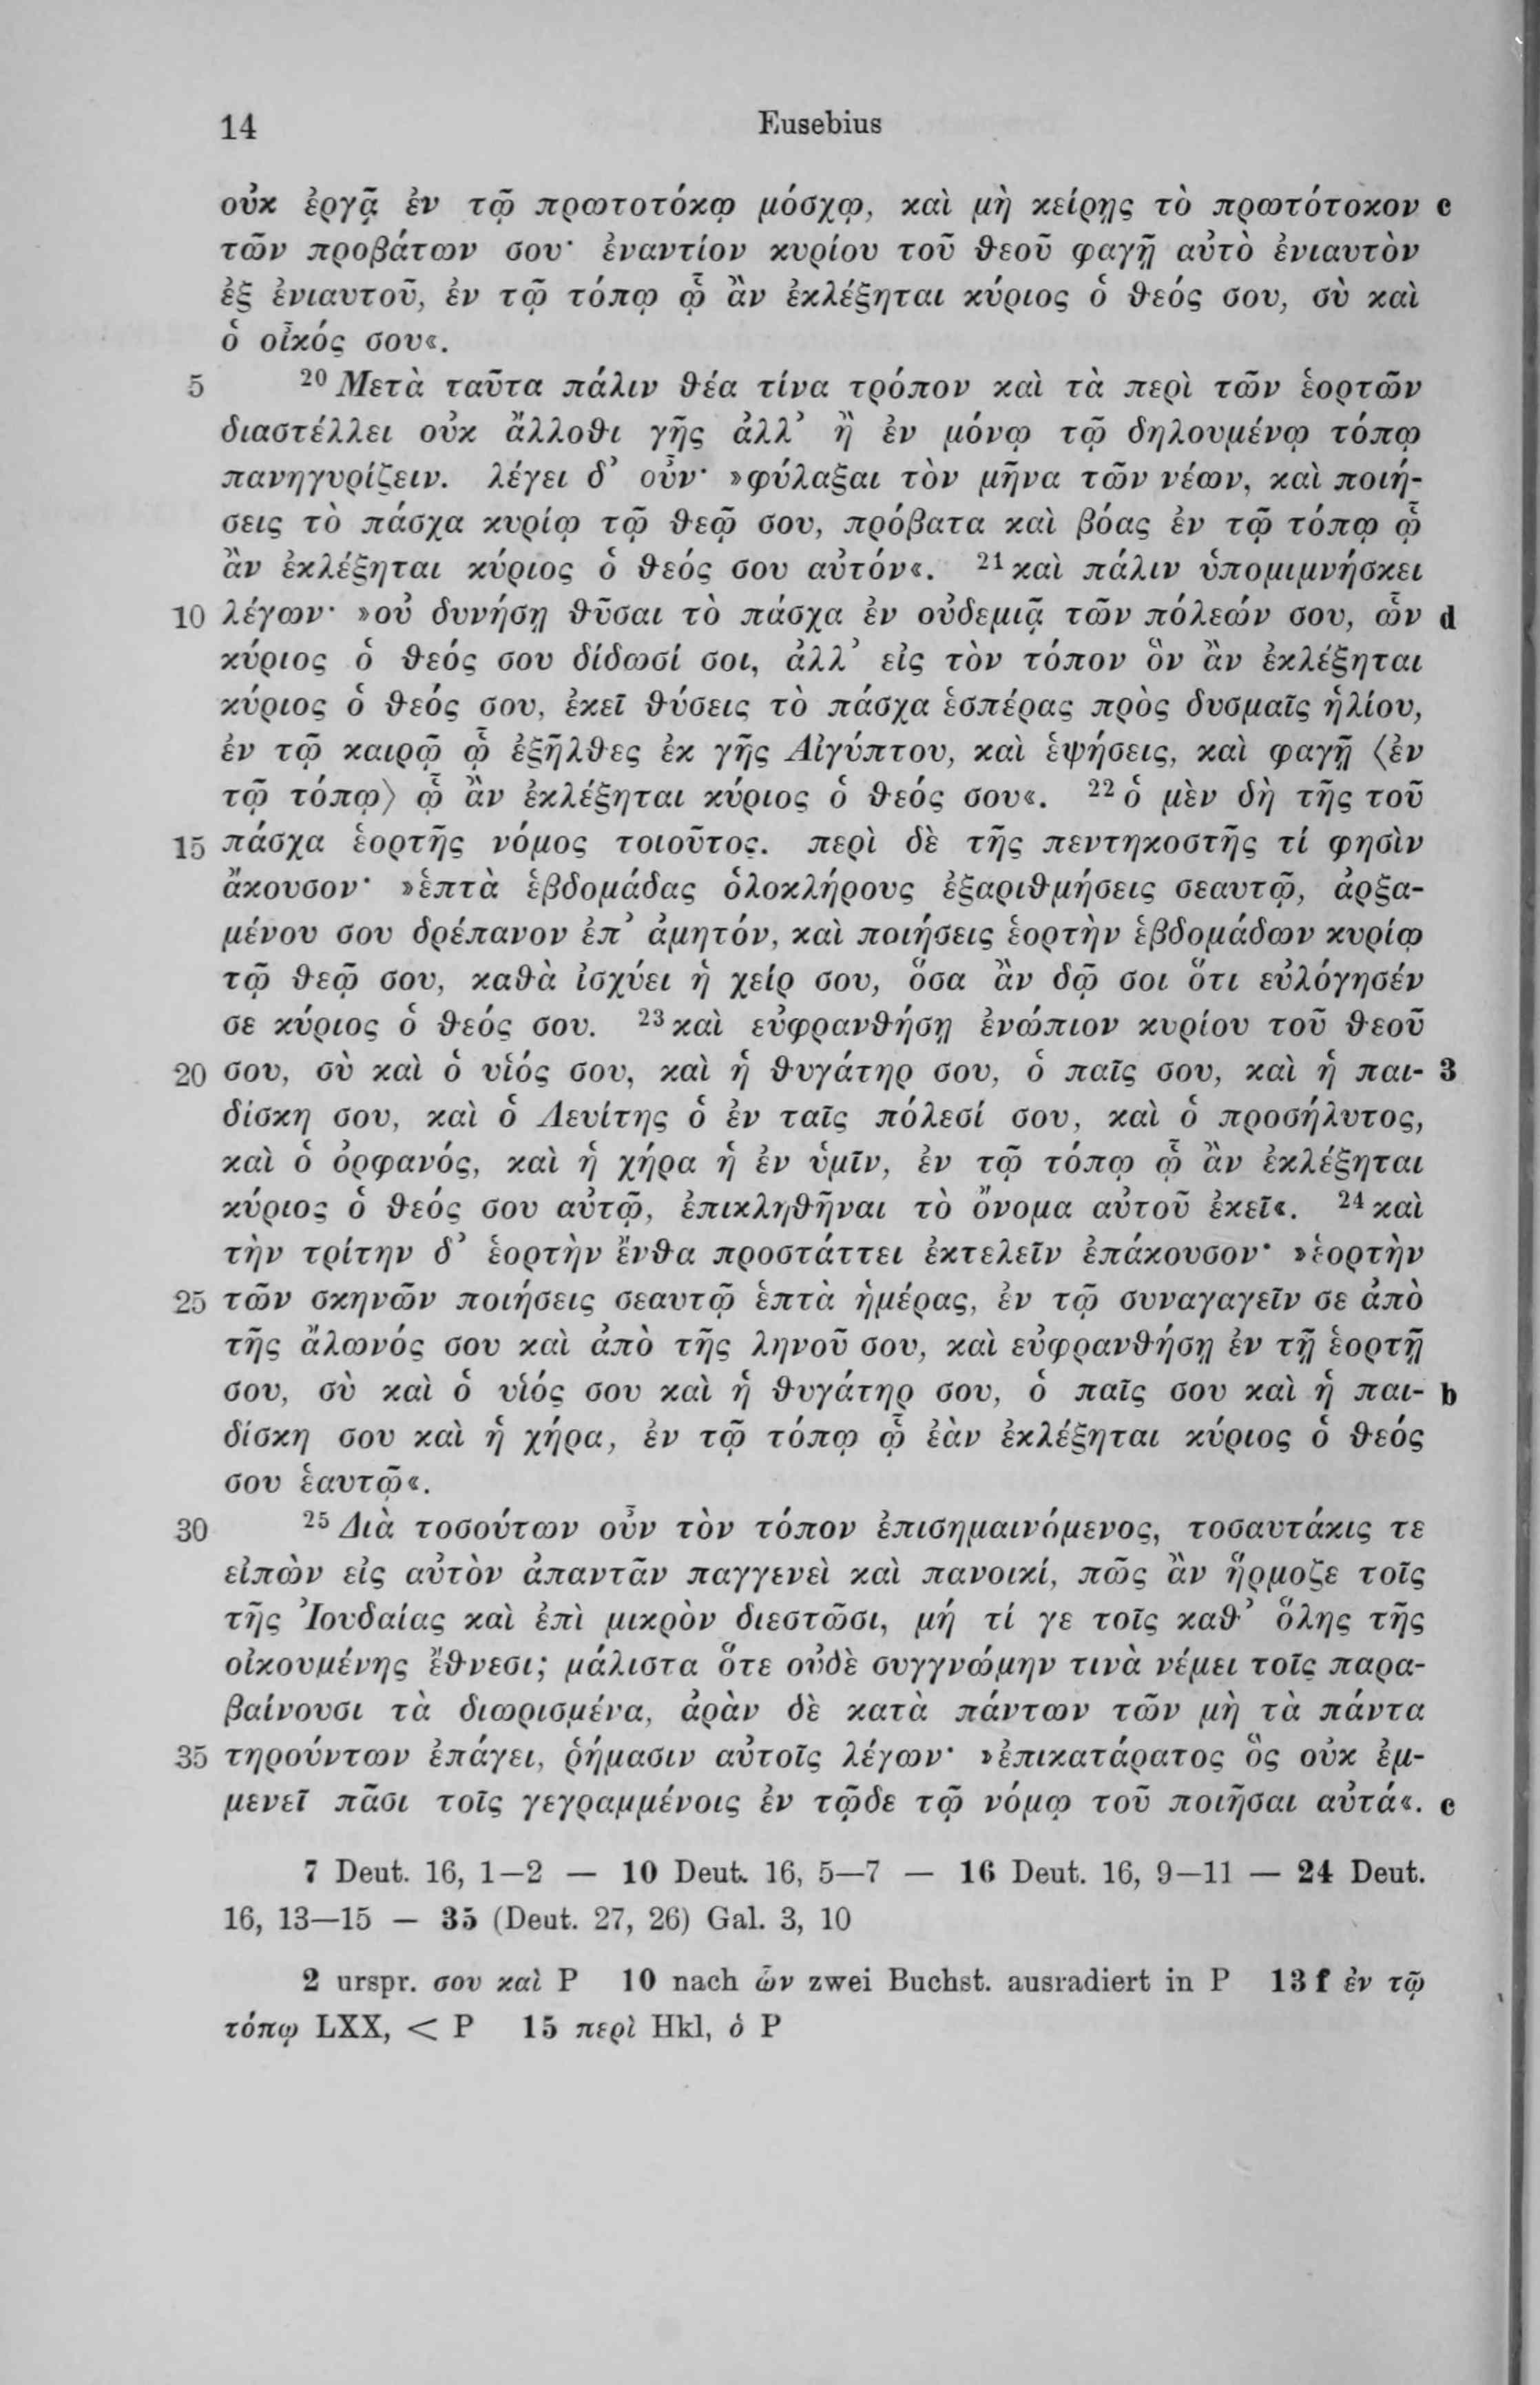 14 Eusebius
οὐκ ἐργᾷ ἐν τῷ πρωτοτόκῳ μόσχῳ, καὶ μὴ κείρῃς τὸ πρωτότοκον c
τῶν προβάτων σου· ἐναντίον κυρίου τοῦ θεοῦ φαγῇ αὐτὸ ἐνιαυτὸν
ἐξ ἐνιαυτοῦ, ἐν τῷ τόπῳ ᾧ ἂν ἐκλέξηται κύριος ὁ θεός σου, σὺ καὶ
ὁ οἶκός σου«.
5 ²⁰ Μετὰ ταῦτα πάλιν θέα τίνα τρόπον καὶ τὰ περὶ τῶν ἑορτῶν
διαστέλλει οὐκ ἄλλοθι γῆς ἀλλ’ ἢ ἐν μόνῳ τῷ δηλουμένῳ τόπῳ
πανηγυρίζειν. λέγει δ’ οὖν· »φύλαξαι τὸν μῆνα τῶν νέων, καὶ ποιή-
σεις τὸ πάσχα κυρίῳ τῷ θεῷ σου, πρόβατα καὶ βόας ἐν τῷ τόπῳ ᾧ
ἂν ἐκλέξηται κύριος ὁ θεός σου αὐτόν«. ²¹ καὶ πάλιν ὑπομιμνήσκει
10 λέγων· »οὐ δυνήσῃ θῦσαι τὸ πάσχα ἐν οὐδεμιᾷ τῶν πόλεών σου, ὧν d
κύριος ὁ θεός σου δίδωσί σοι, ἀλλ’ εἰς τὸν τόπον ὃν ἂν ἐκλέξηται
κύριος ὁ θεός σου, ἐκεῖ θύσεις τὸ πάσχα ἑσπέρας πρὸς δυσμαῖς ἡλίου,
ἐν τῷ καιρῷ ᾧ ἐξῆλθες ἐκ γῆς Αἰγύπτου, καὶ ἑψήσεις, καὶ φαγῇ ⟨ἐν
τῷ τόπῳ⟩ ᾧ ἂν ἐκλέξηται κύριος ὁ θεός σου«. ²² ὁ μὲν δὴ τῆς τοῦ
15 πάσχα ἑορτῆς νόμος τοιοῦτος. περὶ δὲ τῆς πεντηκοστῆς τί φησὶν
ἄκουσον· »ἑπτὰ ἑβδομάδας ὁλοκλήρους ἐξαριθμήσεις σεαυτῷ, ἀρξα-
μένου σου δρέπανον ἐπ’ ἀμητόν, καὶ ποιήσεις ἑορτὴν ἑβδομάδων κυρίῳ
τῷ θεῷ σου, καθὰ ἰσχύει ἡ χείρ σου, ὅσα ἂν δῷ σοι ὅτι εὐλόγησέν
σε κύριος ὁ θεός σου. ²³ καὶ εὐφρανθήσῃ ἐνώπιον κυρίου τοῦ θεοῦ
20 σου, σὺ καὶ ὁ υἱός σου, καὶ ἡ θυγάτηρ σου, ὁ παῖς σου, καὶ ἡ παι- 3
δίσκη σου, καὶ ὁ Λευίτης ὁ ἐν ταῖς πόλεσί σου, καὶ ὁ προσήλυτος,
καὶ ὁ ὀρφανός, καὶ ἡ χήρα ἡ ἐν ὑμῖν, ἐν τῷ τόπῳ ᾧ ἂν ἐκλέξηται
κύριος ὁ θεός σου αὐτῷ, ἐπικληθῆναι τὸ ὄνομα αὐτοῦ ἐκεῖ«. ²⁴ καὶ
τὴν τρίτην δ’ ἑορτὴν ἔνθα προστάττει ἐκτελεῖν ἐπάκουσον· »ἑορτὴν
25 τῶν σκηνῶν ποιήσεις σεαυτῷ ἑπτὰ ἡμέρας, ἐν τῷ συναγαγεῖν σε ἀπὸ
τῆς ἅλωνός σου καὶ ἀπὸ τῆς ληνοῦ σου, καὶ εὐφρανθήσῃ ἐν τῇ ἑορτῇ
σου, σὺ καὶ ὁ υἱός σου καὶ ἡ θυγάτηρ σου, ὁ παῖς σου καὶ ἡ παι- b
δίσκη σου καὶ ἡ χήρα, ἐν τῷ τόπῳ ᾧ ἐὰν ἐκλέξηται κύριος ὁ θεός
σου ἑαυτῷ«.
30 ²⁵ Διὰ τοσούτων οὖν τὸν τόπον ἐπισημαινόμενος, τοσαυτάκις τε
εἰπὼν εἰς αὐτὸν ἀπαντᾶν παγγενεὶ καὶ πανοικί, πῶς ἂν ἥρμοζε τοῖς
τῆς Ἰουδαίας καὶ ἐπὶ μικρὸν διεστῶσι, μή τί γε τοῖς καθ’ ὅλης τῆς
οἰκουμένης ἔθνεσι; μάλιστα ὅτε οὐδὲ συγγνώμην τινὰ νέμει τοῖς παρα-
βαίνουσι τὰ διωρισμένα, ἀρὰν δὲ κατὰ πάντων τῶν μὴ τὰ πάντα
35 τηρούντων ἐπάγει, ῥήμασιν αὐτοῖς λέγων· »ἐπικατάρατος ὃς οὐκ ἐμ-
μενεῖ πᾶσι τοῖς γεγραμμένοις ἐν τῷδε τῷ νόμῳ τοῦ ποιῆσαι αὐτά«. c
7 Deut. 16, 1—2 — 10 Deut. 16, 5—7 — 16 Deut. 16, 9—11 — 24 Deut.
16, 13—15 — 35 (Deut. 27, 26) Gal. 3, 10
2 urspr. σου καὶ P 10 nach ὧν zwei Buchst. ausradiert in P 13 f ἐν τῷ
τόπῳ LXX, < P 15 περὶ Hkl, ὁ P